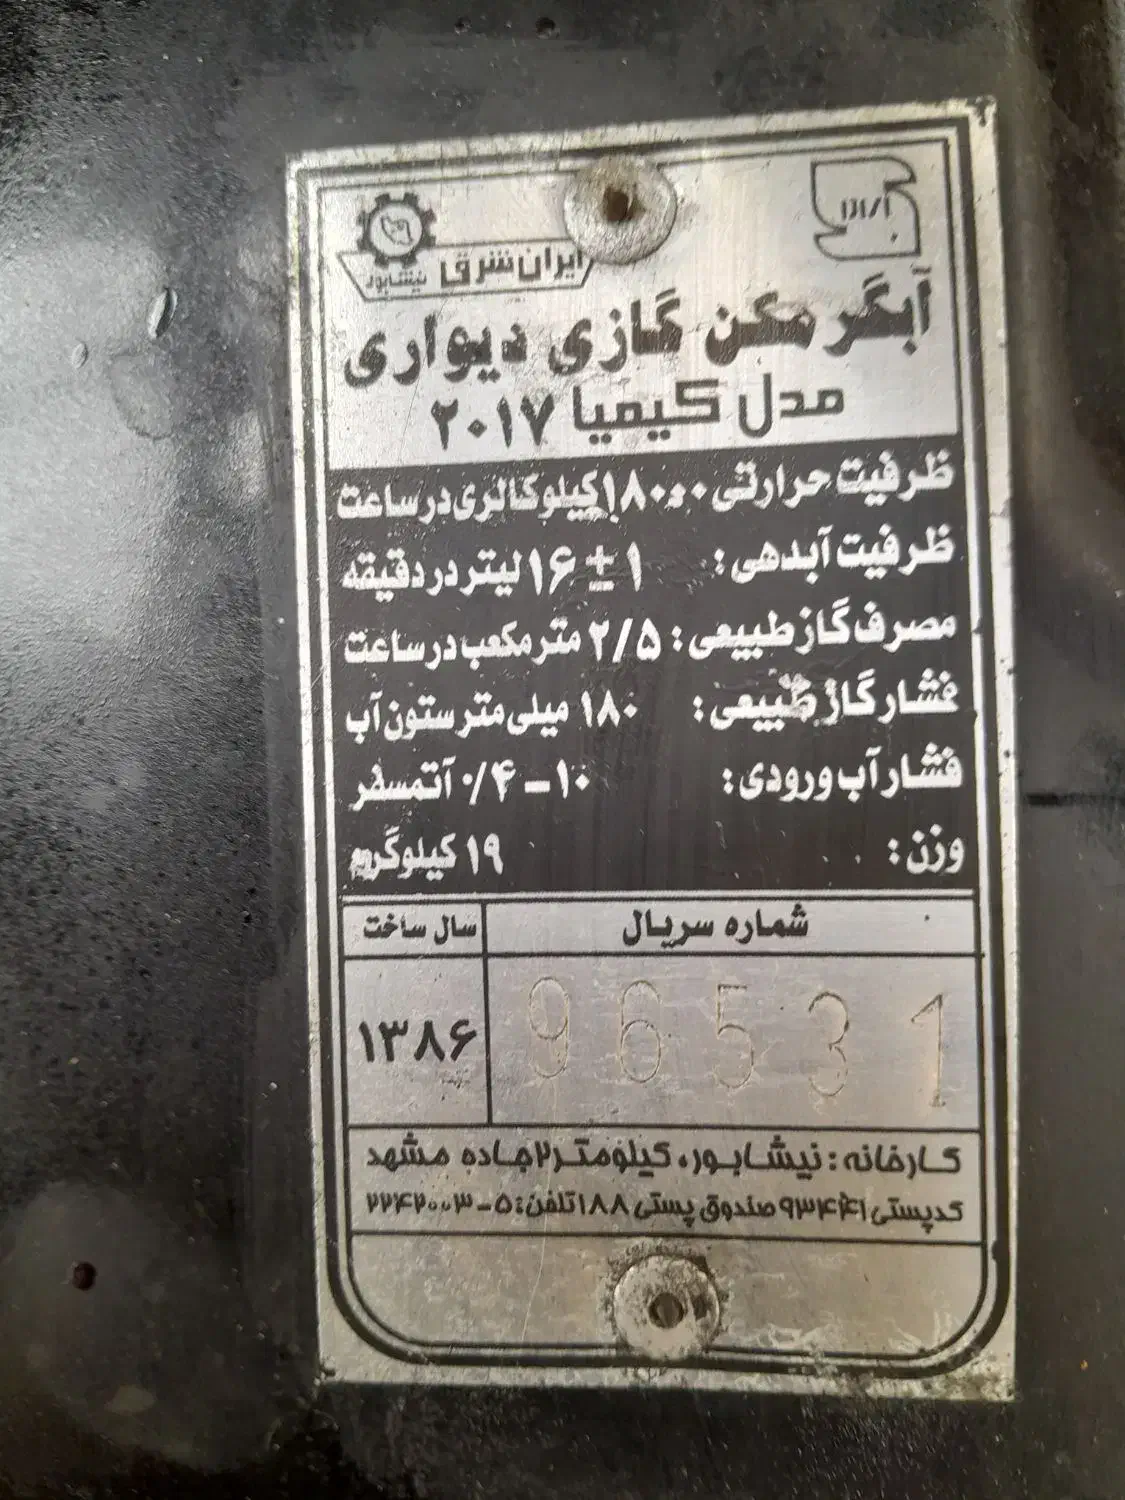 ایران شرق نیشابور
آبگرمکن گازی دیواری
مدل کیمیا ۲۰۱۷
ظرفیت حرارتی ۱۸۰۰۰ کیلوکالری در ساعت
ظرفیت آبدهی: ۱ ± ۱۶ لیتر در دقیقه
مصرف گاز طبیعی: ۲/۵ متر مکعب در ساعت
فشار گاز طبیعی: ۱۸۰ میلی متر ستون آب
فشار آب ورودی: ۱۰ – ۰/۴ آتمسفر
وزن: ۱۹ کیلوگرم
شماره سریال سال ساخت
96531 ۱۳۸۶
کارخانه: نیشابور، کیلومتر ۲ جاده مشهد
کدپستی صندوق پستی ۱۸۸ تلفن: ۵-۲۲۴۲۰۰۳